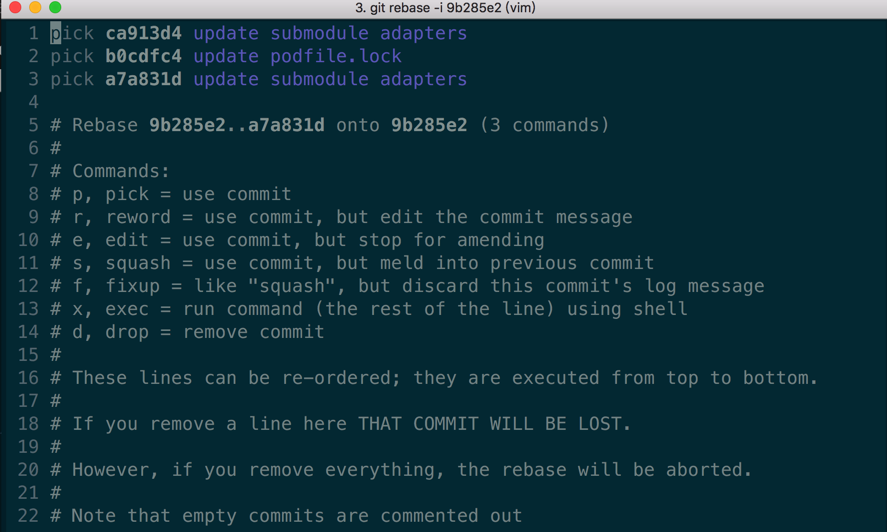 3. git rebase -i 9b285e2 (vim)
1 pick ca913d4 update submodule adapters
2 pick b0cdfc4 update podfile.lock
3 pick a7a831d update submodule adapters
4
5 # Rebase 9b285e2..a7a831d onto 9b285e2 (3 commands)
6 #
7 # Commands:
8 # p, pick = use commit
9 # r, reword = use commit, but edit the commit message
10 # e, edit = use commit, but stop for amending
11 # s, squash = use commit, but meld into previous commit
12 # f, fixup = like "squash", but discard this commit's log message
13 # x, exec = run command (the rest of the line) using shell
14 # d, drop = remove commit
15 #
16 # These lines can be re-ordered; they are executed from top to bottom.
17 #
18 # If you remove a line here THAT COMMIT WILL BE LOST.
19 #
20 # However, if you remove everything, the rebase will be aborted.
21 #
22 # Note that empty commits are commented out